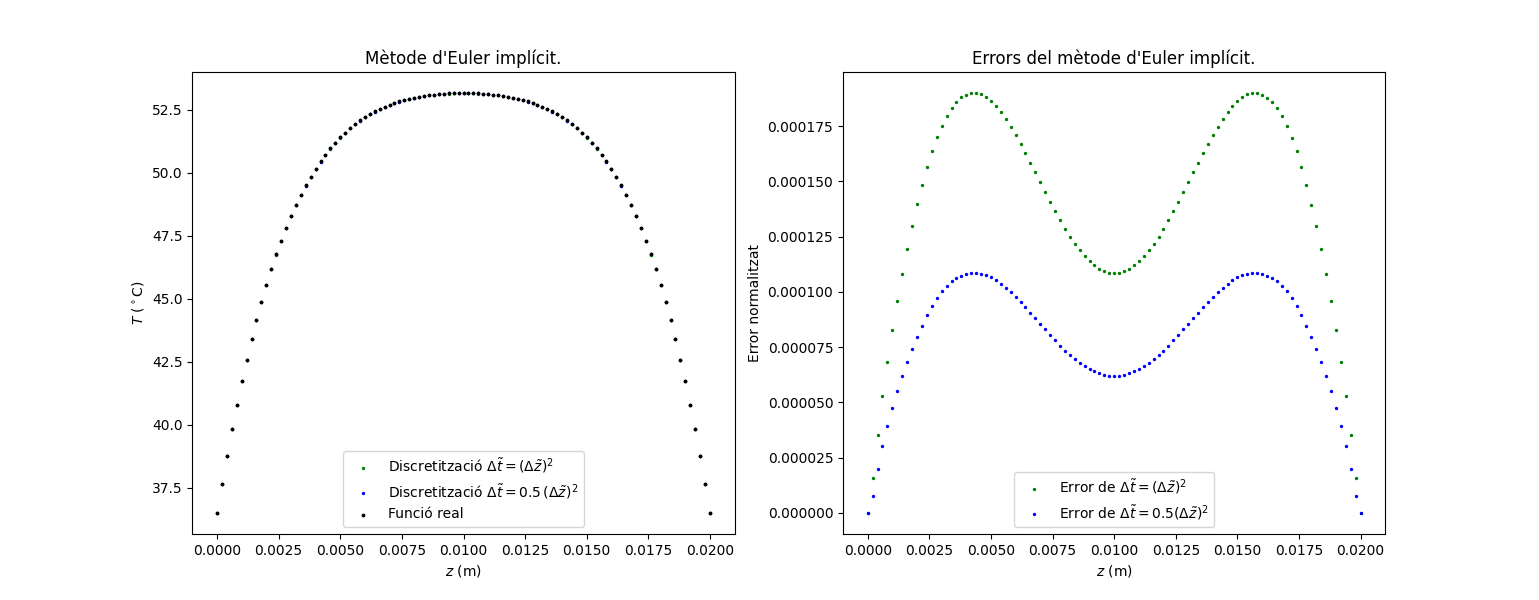 Mètode d'Euler implícit.
T (°C)
52.5
50.0
47.5
45.0
42.5
40.0
37.5
Discretització Δt̃ = (Δz̃)²
Discretització Δt̃ = 0.5 (Δz̃)²
Funció real
0.0000 0.0025 0.0050 0.0075 0.0100 0.0125 0.0150 0.0175 0.0200
z (m)
Errors del mètode d'Euler implícit.
Error normalitzat
0.000175
0.000150
0.000125
0.000100
0.000075
0.000050
0.000025
0.000000
Error de Δt̃ = (Δz̃)²
Error de Δt̃ = 0.5(Δz̃)²
0.0000 0.0025 0.0050 0.0075 0.0100 0.0125 0.0150 0.0175 0.0200
z (m)